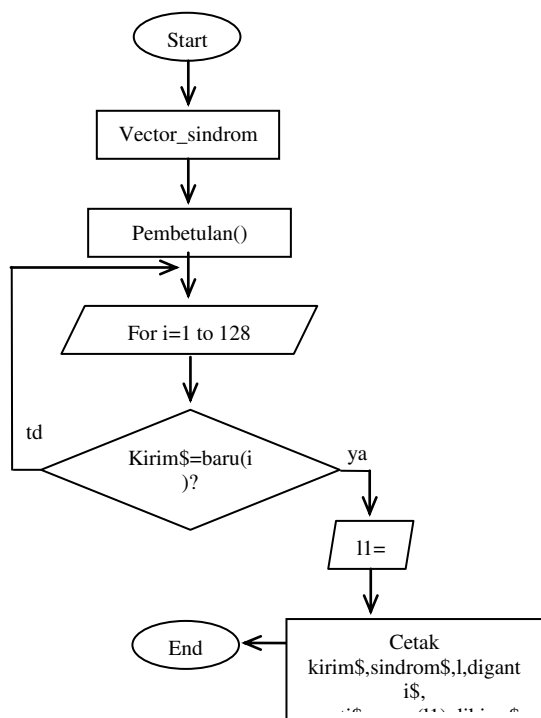 Start
Vector_sindrom
Pembetulan()
For i=1 to 128
td
Kirim$=baru(i
)?
ya
l1=
End
Cetak
kirim$,sindrom$,l,digant
i$,